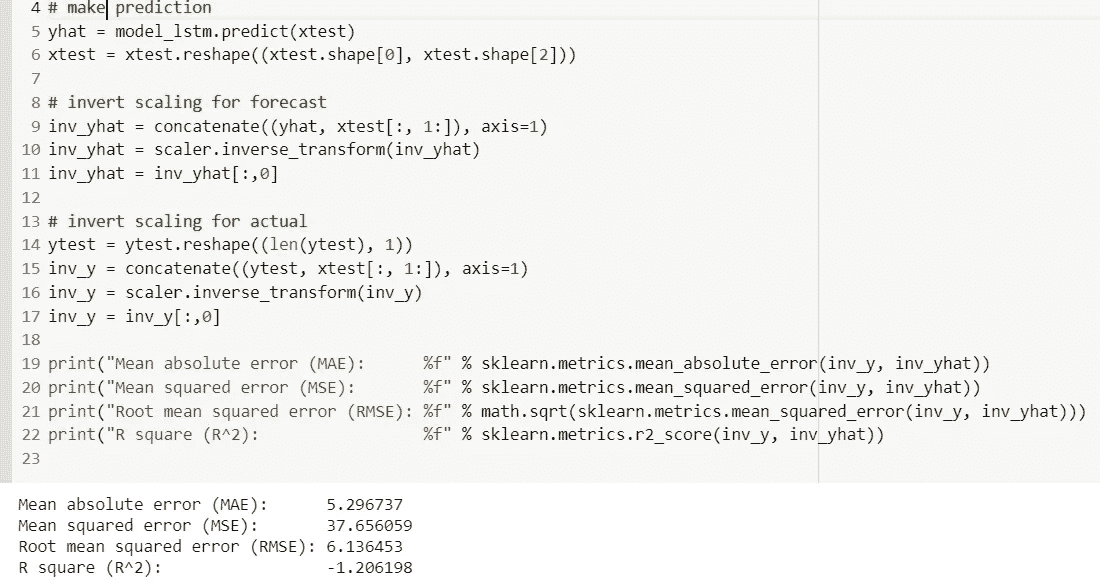 4 # make prediction
5 yhat = model_lstm.predict(xtest)
6 xtest = xtest.reshape((xtest.shape[0], xtest.shape[2]))
7
8 # invert scaling for forecast
9 inv_yhat = concatenate((yhat, xtest[:, 1:]), axis=1)
10 inv_yhat = scaler.inverse_transform(inv_yhat)
11 inv_yhat = inv_yhat[:,0]
12
13 # invert scaling for actual
14 ytest = ytest.reshape((len(ytest), 1))
15 inv_y = concatenate((ytest, xtest[:, 1:]), axis=1)
16 inv_y = scaler.inverse_transform(inv_y)
17 inv_y = inv_y[:,0]
18
19 print("Mean absolute error (MAE):      %f" % sklearn.metrics.mean_absolute_error(inv_y, inv_yhat))
20 print("Mean squared error (MSE):       %f" % sklearn.metrics.mean_squared_error(inv_y, inv_yhat))
21 print("Root mean squared error (RMSE): %f" % math.sqrt(sklearn.metrics.mean_squared_error(inv_y, inv_yhat)))
22 print("R square (R^2):                 %f" % sklearn.metrics.r2_score(inv_y, inv_yhat))
23
Mean absolute error (MAE):      5.296737
Mean squared error (MSE):       37.656059
Root mean squared error (RMSE): 6.136453
R square (R^2):                 -1.206198